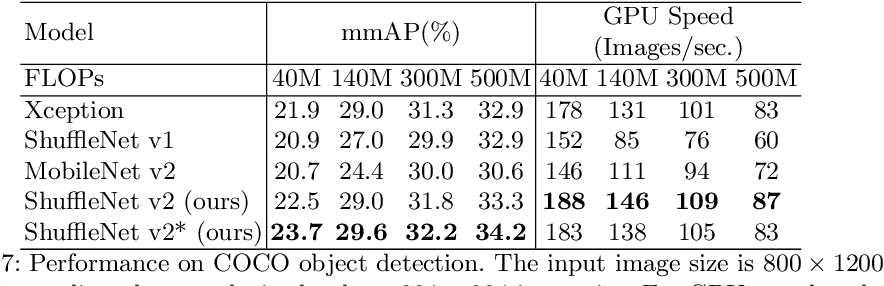 Model mmAP(%) GPU Speed
(Images/sec.)
FLOPs 40M 140M 300M 500M 40M 140M 300M 500M
Xception 21.9 29.0 31.3 32.9 178 131 101 83
ShuffleNet v1 20.9 27.0 29.9 32.9 152 85 76 60
MobileNet v2 20.7 24.4 30.0 30.6 146 111 94 72
ShuffleNet v2 (ours) 22.5 29.0 31.8 33.3 188 146 109 87
ShuffleNet v2* (ours) 23.7 29.6 32.2 34.2 183 138 105 83
7: Performance on COCO object detection. The input image size is 800 × 1200